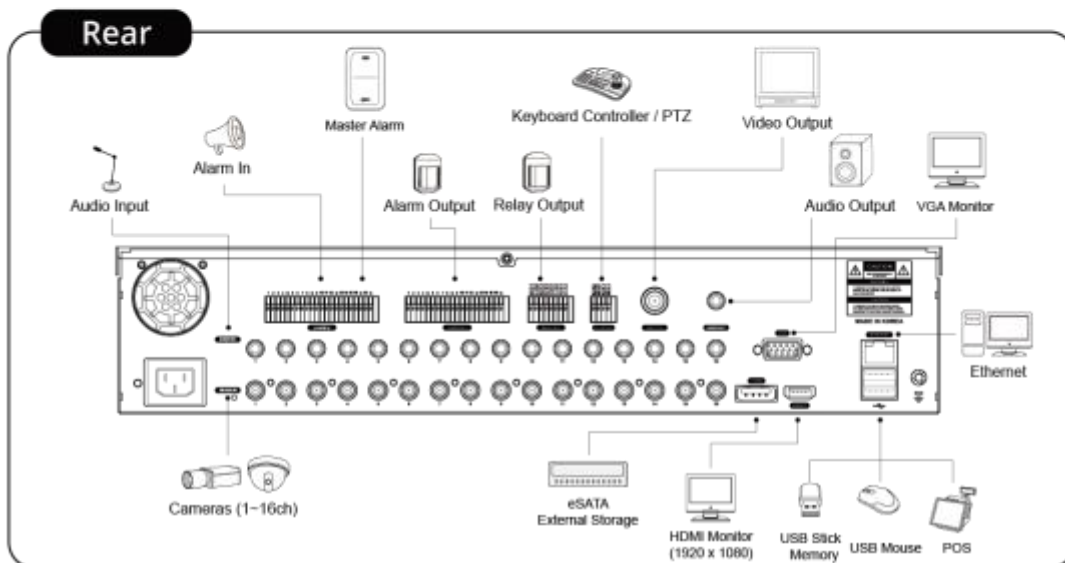 Rear
Master Alarm
Keyboard Controller / PTZ
Video Output
Alarm In
Audio Input
Alarm Output
Relay Output
Audio Output
VGA Monitor
CAUTION
Ethernet
Cameras (1~16ch)
eSATA
External Storage
HDMI Monitor
(1920 x 1080)
USB Stick
Memory
USB Mouse
POS